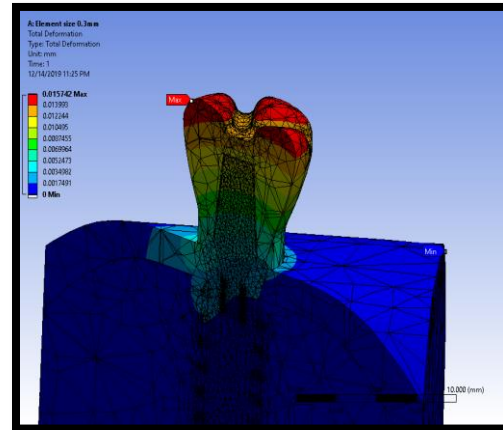 A: Element size 0.3mm
Total Deformation
Type: Total Deformation
Unit: mm
Time: 1
12/14/2019 11:25 PM
0.015742 Max
0.013993
0.012244
0.010495
0.0087455
0.0069964
0.0052473
0.0034982
0.0017491
0 Min
Max
Min
10.000 (mm)